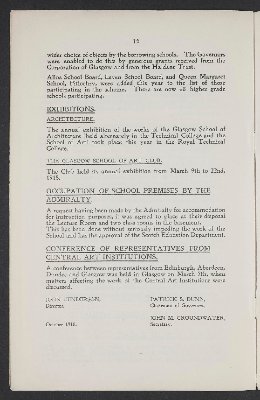 16
wider choice of objects by the borrowing schools. The Governors
were enabled to do this by generous grants received from the
Corporation of Glasgow and from the Haldane Trust.
Alloa School Board, Leven School Board, and Queen Margaret
School, Pitlochry, were added this year to the list of those
participating in the scheme. There are now 48 higher grade
schools participating.
EXHIBITIONS.
ARCHITECTURE.
The annual exhibition of the works of the Glasgow School of
Architecture held alternately in the Technical College and the
School of Art took place this year in the Royal Technical
College.
THE GLASGOW SCHOOL OF ART CLUB.
The Club held its annual exhibition from March 9th to 22nd,
1918.
OCCUPATION OF SCHOOL PREMISES BY THE
ADMIRALTY.
A request having been made by the Admiralty for accommodation
for instruction purposes, it was agreed to place at their disposal
the Lecture Room and two class rooms in the basement.
This has been done without seriously impeding the work of the
School and has the approval of the Scotch Education Department.
CONFERENCE OF REPRESENTATIVES FROM
CENTRAL ART INSTITUTIONS.
A conference between representatives from Edinburgh, Aberdeen,
Dundee and Glasgow was held in Glasgow on March 7th, when
matters affecting the work of the Central Art Institutions were
discussed.
JOHN HENDERSON,
Director.
PATRICK S. DUNN,
Chairman of Governors.
JOHN M. GROUNDWATER,
Secretary.
October 1918.